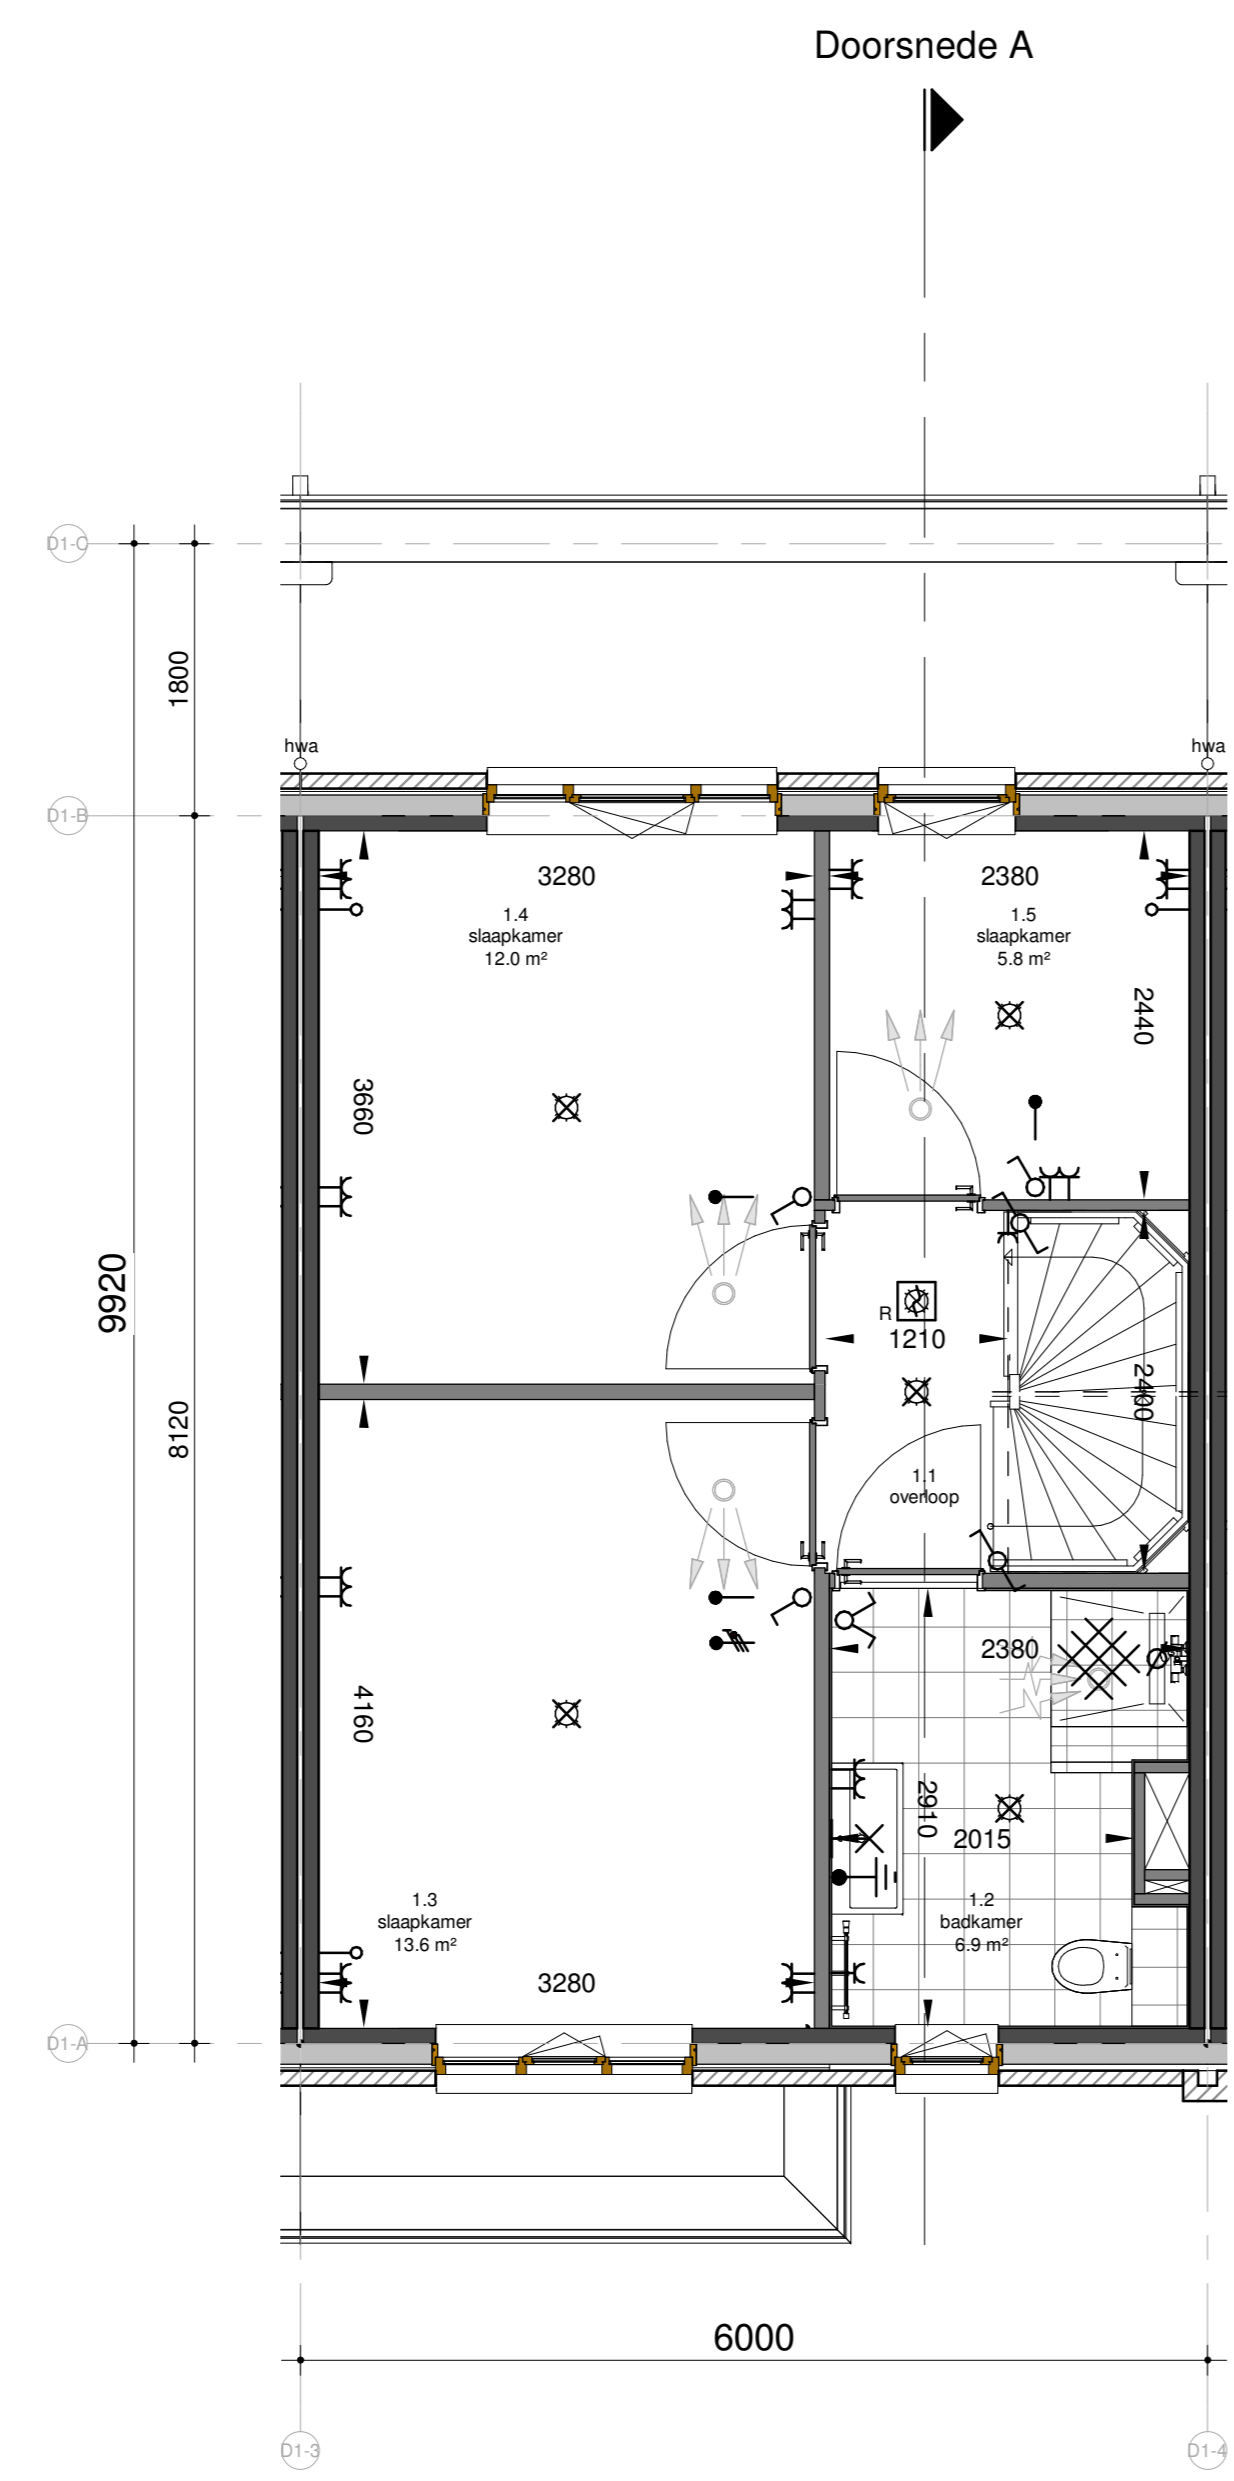 Doorsnede A
D1-C
1800
hwa
hwa
D1-B
3280
2380
1.4
slaapkamer
12.0 m²
1.5
slaapkamer
5.8 m²
2440
3660
9920
R
1210
2400
8120
1.1
overloop
2380
4160
2910
2015
1.3
slaapkamer
13.6 m²
1.2
badkamer
6.9 m²
3280
D1-A
6000
D1-3
D1-4